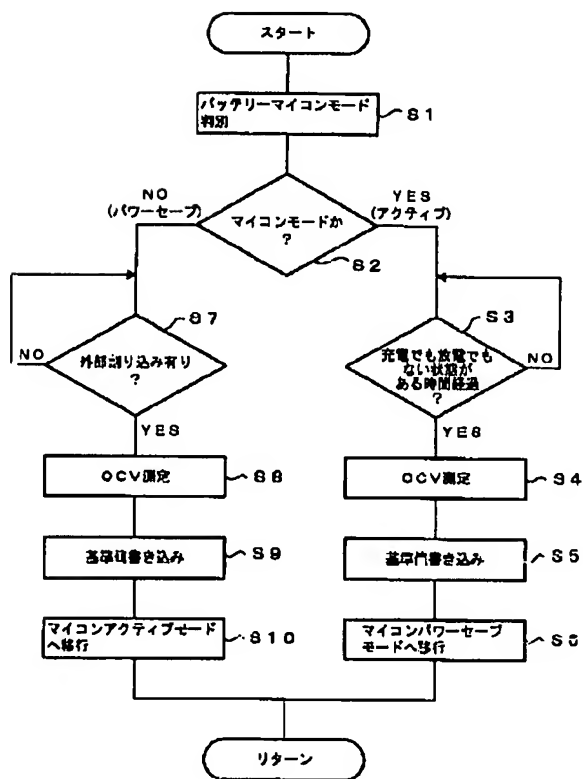 スタート
バッテリーマイコンモード
判別
S1
NO
(パワーセーブ)
YES
(アクティブ)
マイコンモードか
?
S2
S7
外部割り込み有り
?
NO
YES
S3
充電でも放電でも
ない状態が
ある時間経過
?
NO
YES
OCV測定
S8
OCV測定
S4
基準値書き込み
S9
基準値書き込み
S5
マイコンアクティブモード
へ移行
S10
マイコンパワーセーブ
モードへ移行
S6
リターン